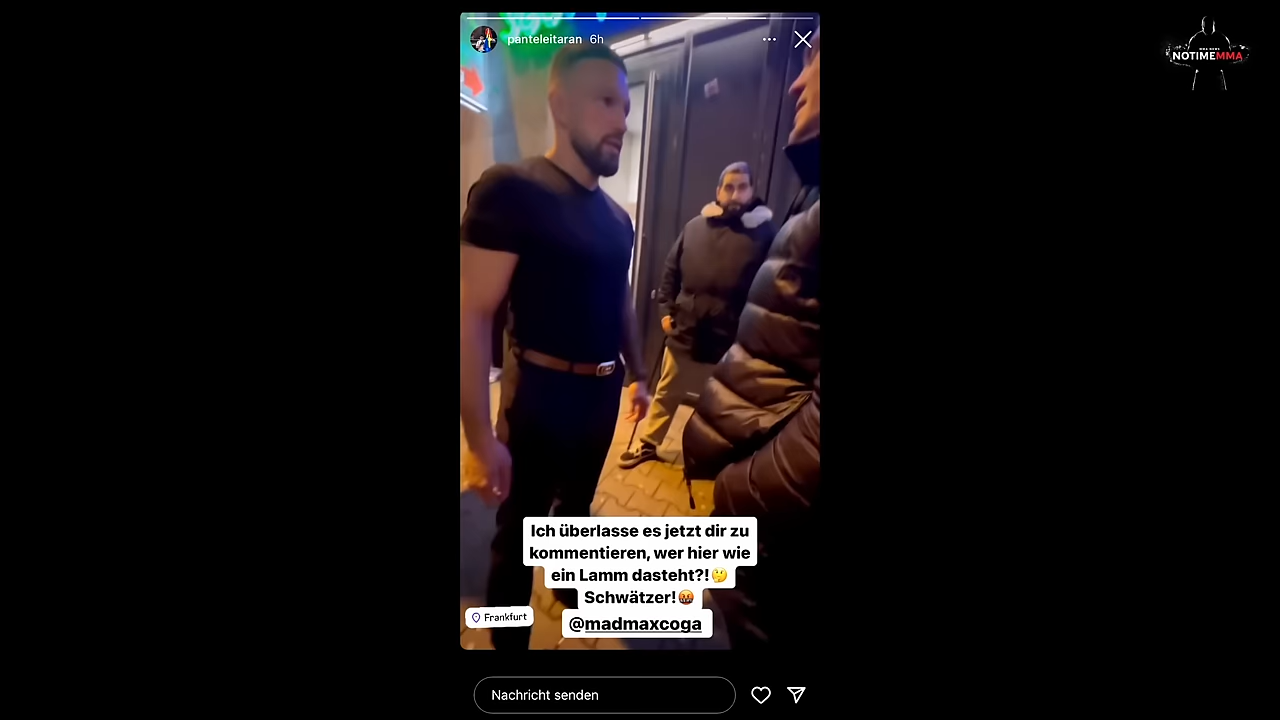 panteleitaran 6h
NOTIMEMMA
Ich überlasse es jetzt dir zu
kommentieren, wer hier wie
ein Lamm dasteht?!🤔
Schwätzer!🤬
@madmaxcoga
Frankfurt
Nachricht senden